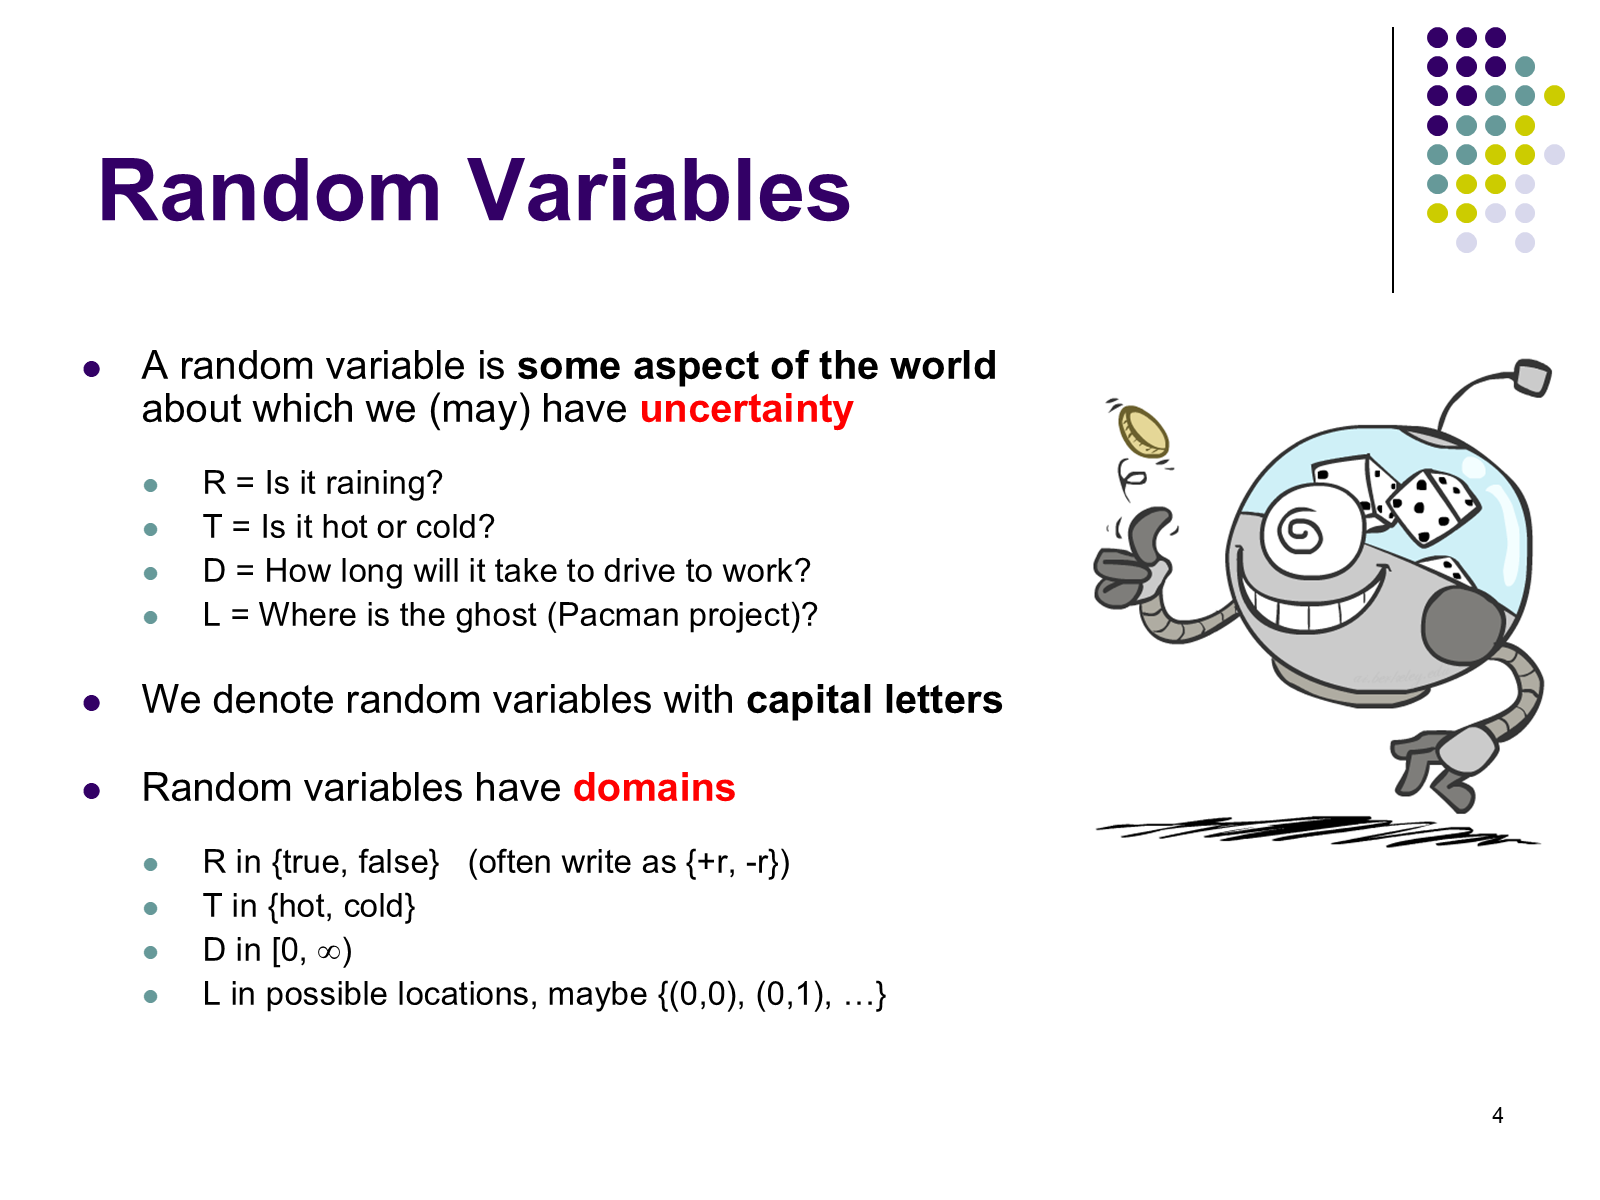 Random Variables
A random variable is some aspect of the world
about which we (may) have uncertainty
R = Is it raining?
T = Is it hot or cold?
D = How long will it take to drive to work?
L = Where is the ghost (Pacman project)?
We denote random variables with capital letters
Random variables have domains
R in {true, false}   (often write as {+r, -r})
T in {hot, cold}
D in [0, ∞)
L in possible locations, maybe {(0,0), (0,1), …}
4